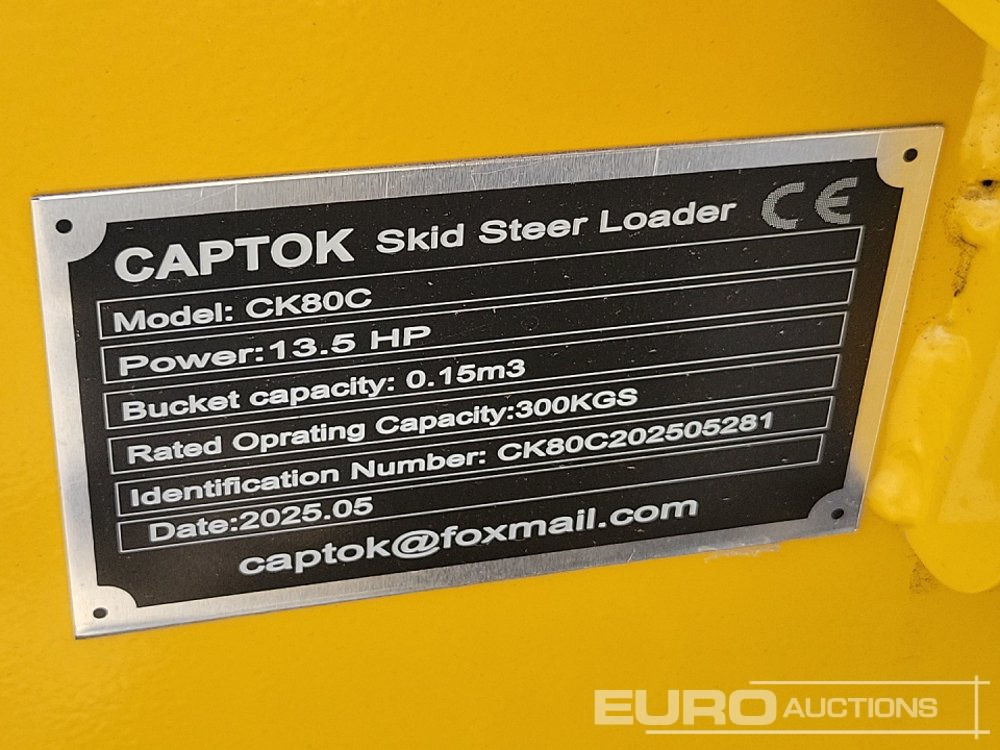 CAPTOK Skid Steer Loader CE
Model: CK80C
Power:13.5 HP
Bucket capacity: 0.15m3
Rated Oprating Capacity:300KGS
Identification Number: CK80C202505281
Date:2025.05
captok@foxmail.com
EURO AUCTIONS